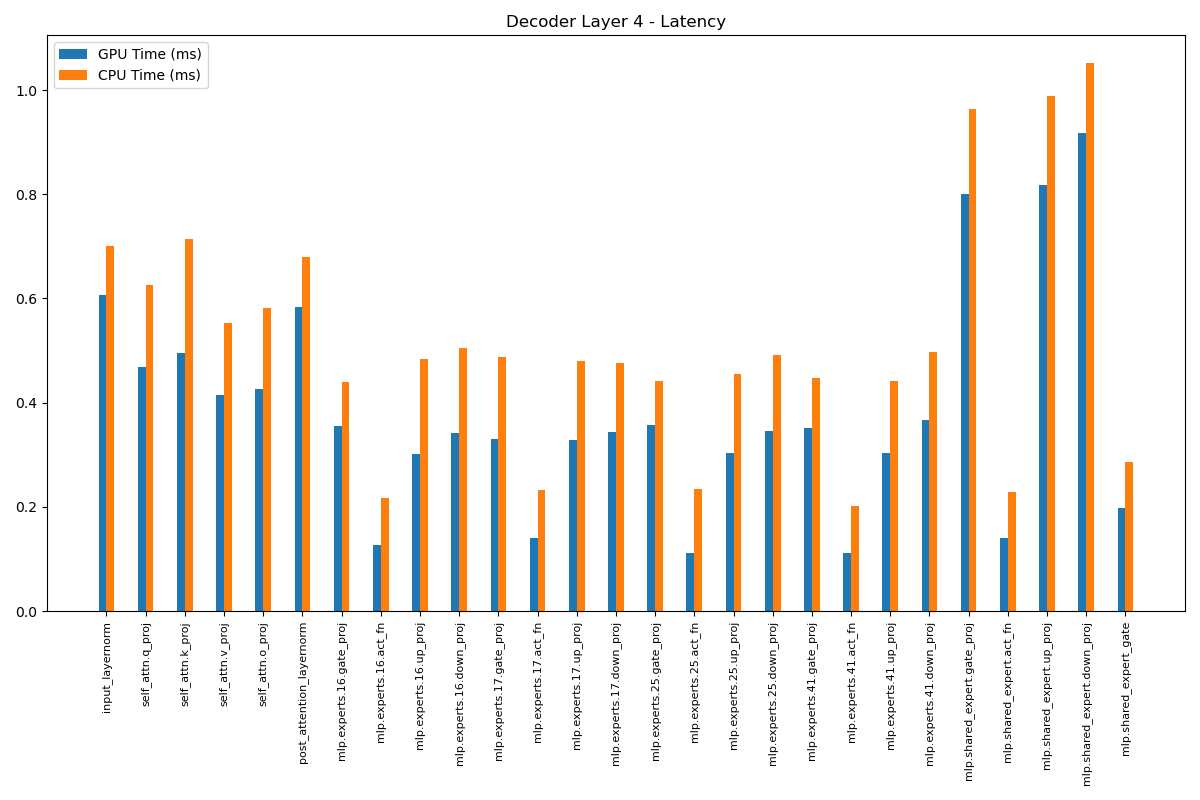 Decoder Layer 4 - Latency
GPU Time (ms)
CPU Time (ms)
1.0
0.8
0.6
0.4
0.2
0.0
input_layernorm
self_attn.q_proj
self_attn.k_proj
self_attn.v_proj
self_attn.o_proj
post_attention_layernorm
mlp.experts.16.gate_proj
mlp.experts.16.act_fn
mlp.experts.16.up_proj
mlp.experts.16.down_proj
mlp.experts.17.gate_proj
mlp.experts.17.act_fn
mlp.experts.17.up_proj
mlp.experts.17.down_proj
mlp.experts.25.gate_proj
mlp.experts.25.act_fn
mlp.experts.25.up_proj
mlp.experts.25.down_proj
mlp.experts.41.gate_proj
mlp.experts.41.act_fn
mlp.experts.41.up_proj
mlp.experts.41.down_proj
mlp.shared_expert.gate_proj
mlp.shared_expert.act_fn
mlp.shared_expert.up_proj
mlp.shared_expert.down_proj
mlp.shared_expert_gate